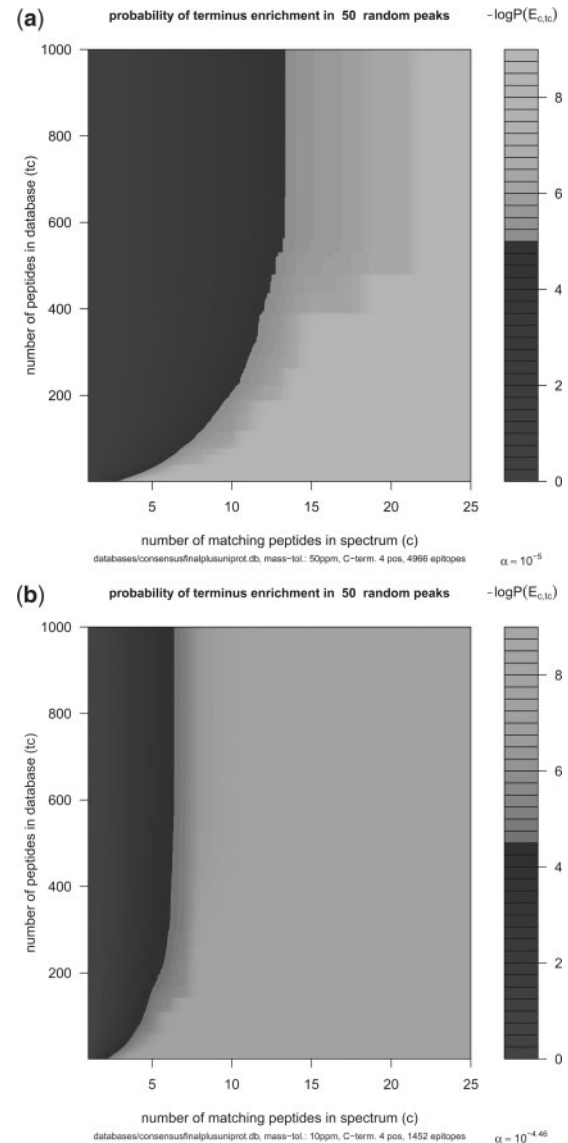 (a)
probability of terminus enrichment in 50 random peaks
-logP(E_c,tc)
number of peptides in database (tc)
1000
800
600
400
200
5 10 15 20 25
number of matching peptides in spectrum (c)
databases/consensusfinalplusuniprot.db, mass-tol.: 50ppm, C-term. 4 pos, 4966 epitopes
8
6
4
2
0
α = 10^-5
(b)
probability of terminus enrichment in 50 random peaks
-logP(E_c,tc)
number of peptides in database (tc)
1000
800
600
400
200
5 10 15 20 25
number of matching peptides in spectrum (c)
databases/consensusfinalplusuniprot.db, mass-tol.: 10ppm, C-term. 4 pos, 1452 epitopes
8
6
4
2
0
α = 10^-4.46